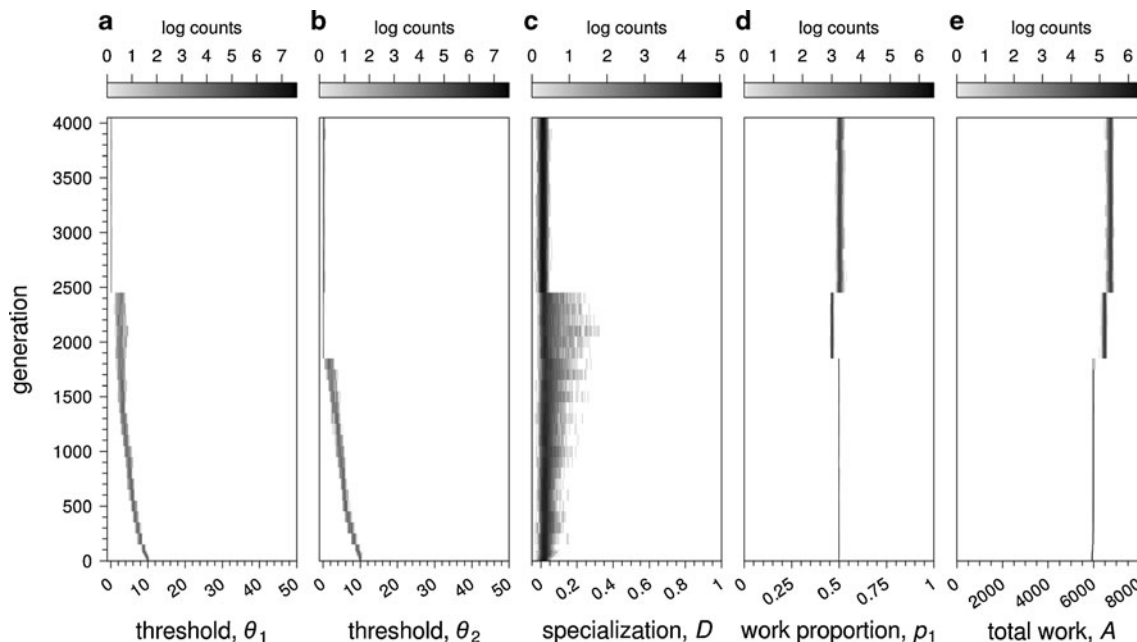 a b c d e
log counts log counts log counts log counts log counts
0 1 2 3 4 5 6 7 0 1 2 3 4 5 6 7 0 1 2 3 4 5 0 1 2 3 4 5 6 0 1 2 3 4 5 6
4000
3500
3000
2500
2000
1500
1000
500
0
generation
0 10 20 30 40 50 0 10 20 30 40 50 0 0.2 0.4 0.6 0.8 1 0 0.25 0.5 0.75 1 0 2000 4000 6000 8000
threshold, θ1 threshold, θ2 specialization, D work proportion, p1 total work, A